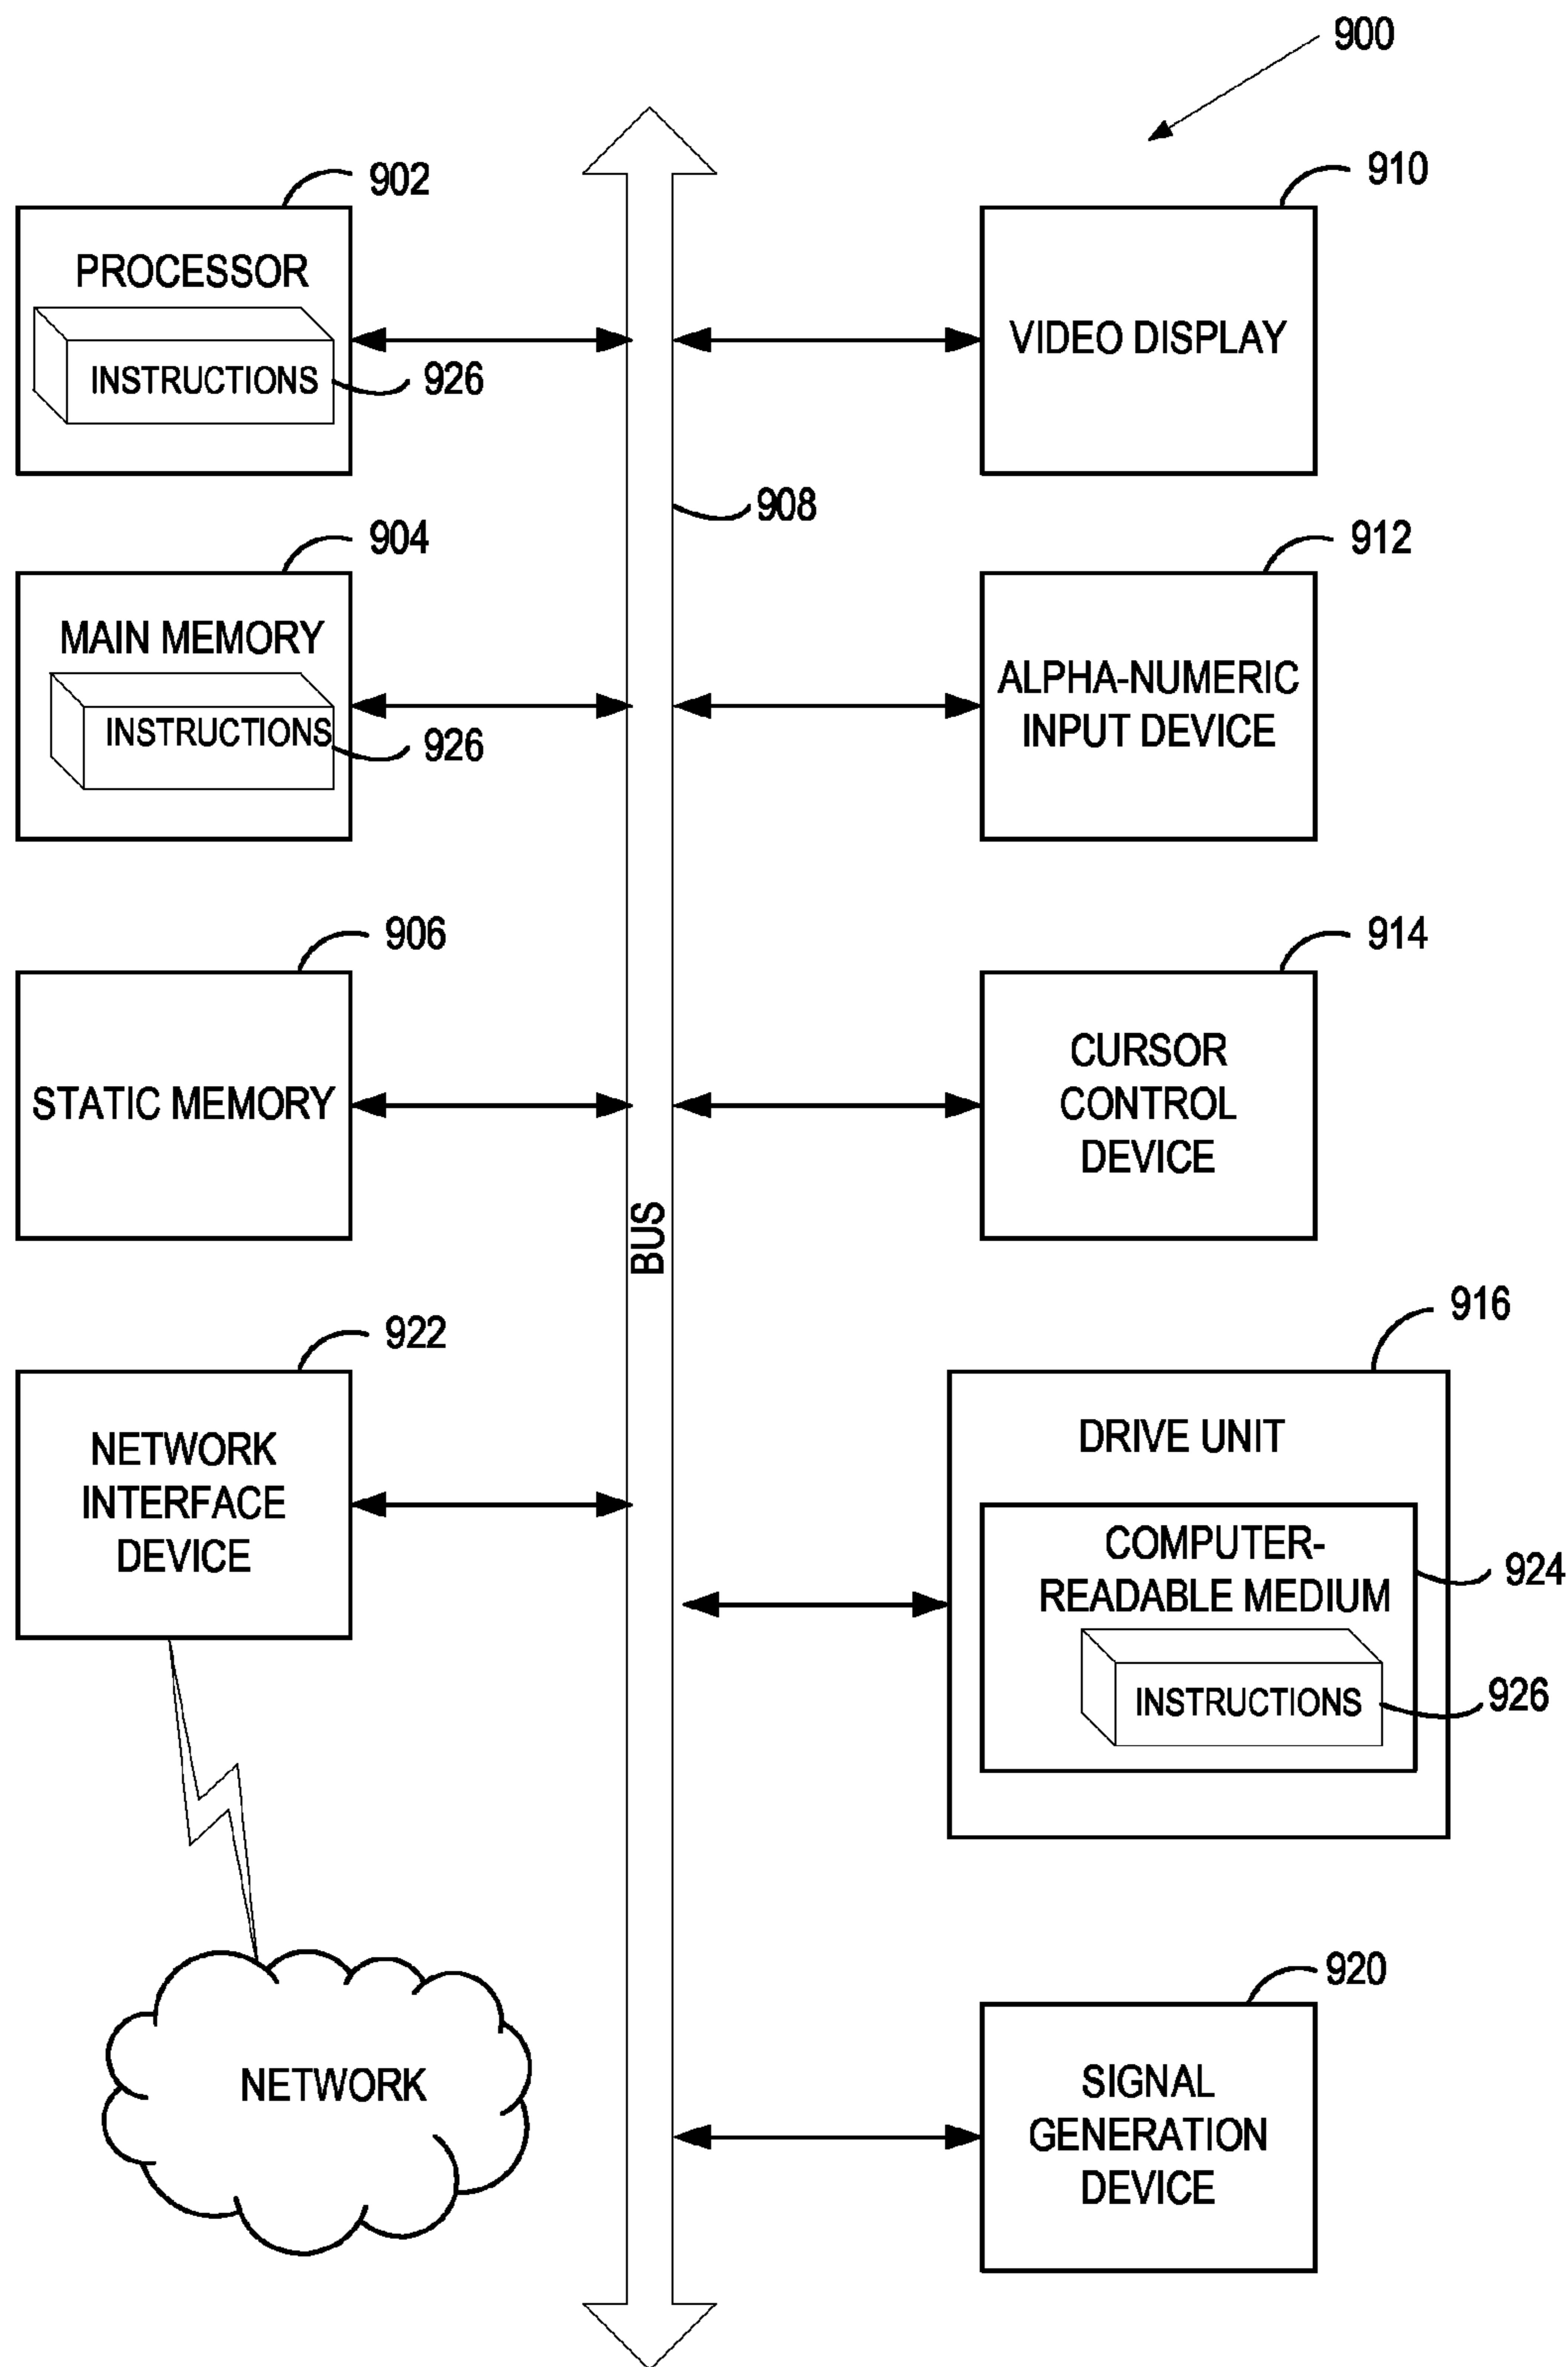 900
902
PROCESSOR
INSTRUCTIONS
926
910
VIDEO DISPLAY
908
904
MAIN MEMORY
INSTRUCTIONS
926
912
ALPHA-NUMERIC
INPUT DEVICE
906
STATIC MEMORY
914
CURSOR
CONTROL
DEVICE
BUS
922
NETWORK
INTERFACE
DEVICE
916
DRIVE UNIT
COMPUTER-
READABLE MEDIUM
924
INSTRUCTIONS
926
NETWORK
920
SIGNAL
GENERATION
DEVICE